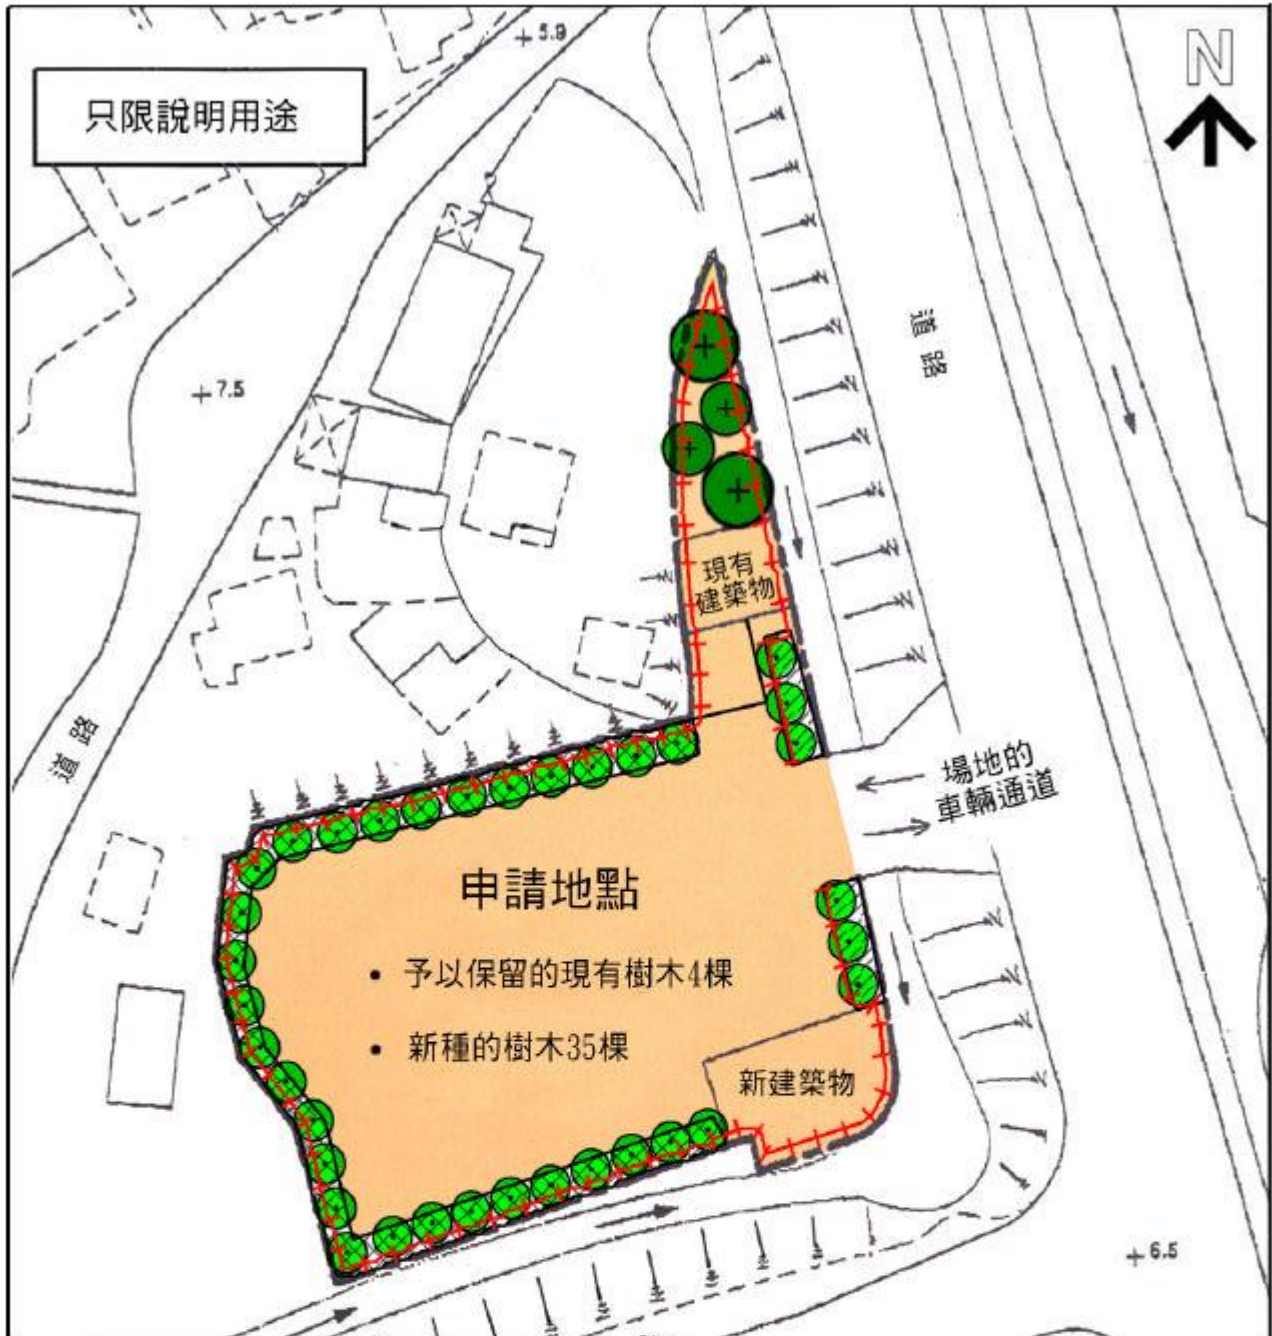 +5.9
N
只限說明用途
道路
+7.5
現有
建築物
道路
場地的
車輛通道
申請地點
• 予以保留的現有樹木4棵
• 新種的樹木35棵
新建築物
+6.5